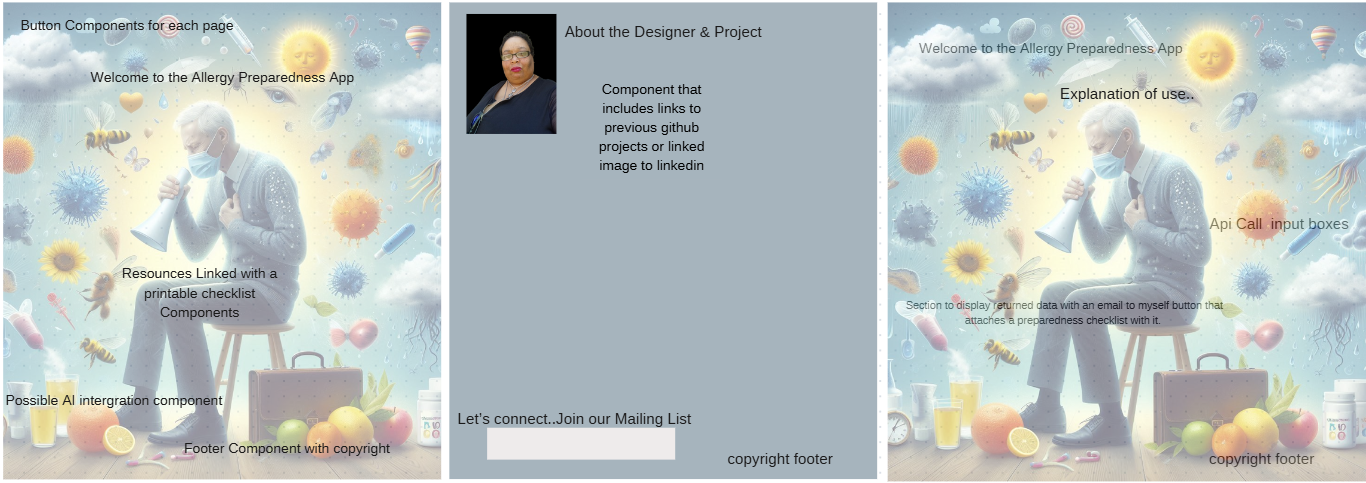 Button Components for each page
Welcome to the Allergy Preparedness App
Resounces Linked with a
printable checklist
Components
Possible AI intergration component
Footer Component with copyright
About the Designer & Project
Component that
includes links to
previous github
projects or linked
image to linkedin
Let's connect..Join our Mailing List
copyright footer
Welcome to the Allergy Preparedness App
Explanation of use..
Api Call input boxes
Section to display returned data with an email to myself button that
attaches a preparedness checklist with it.
copyright footer